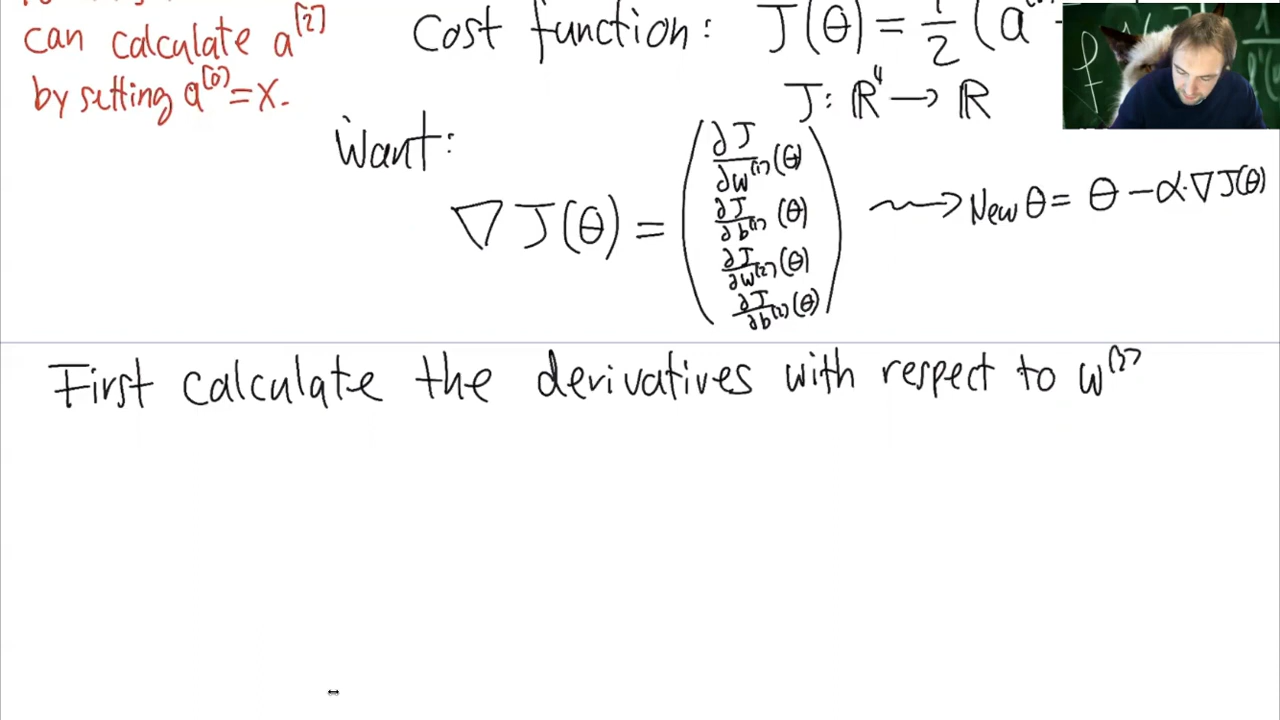 can calculate a^[2]
by setting a^[0] = x.
Cost function: J(θ) = 1/2 (a
J: ℝ^4 → ℝ
Want:
∇J(θ) = ( ∂J/∂w^(1) (θ)
∂J/∂b^(1) (θ)
∂J/∂w^(2) (θ)
∂J/∂b^(2) (θ) ) ⇝ New θ = θ - α·∇J(θ)
First calculate the derivatives with respect to w